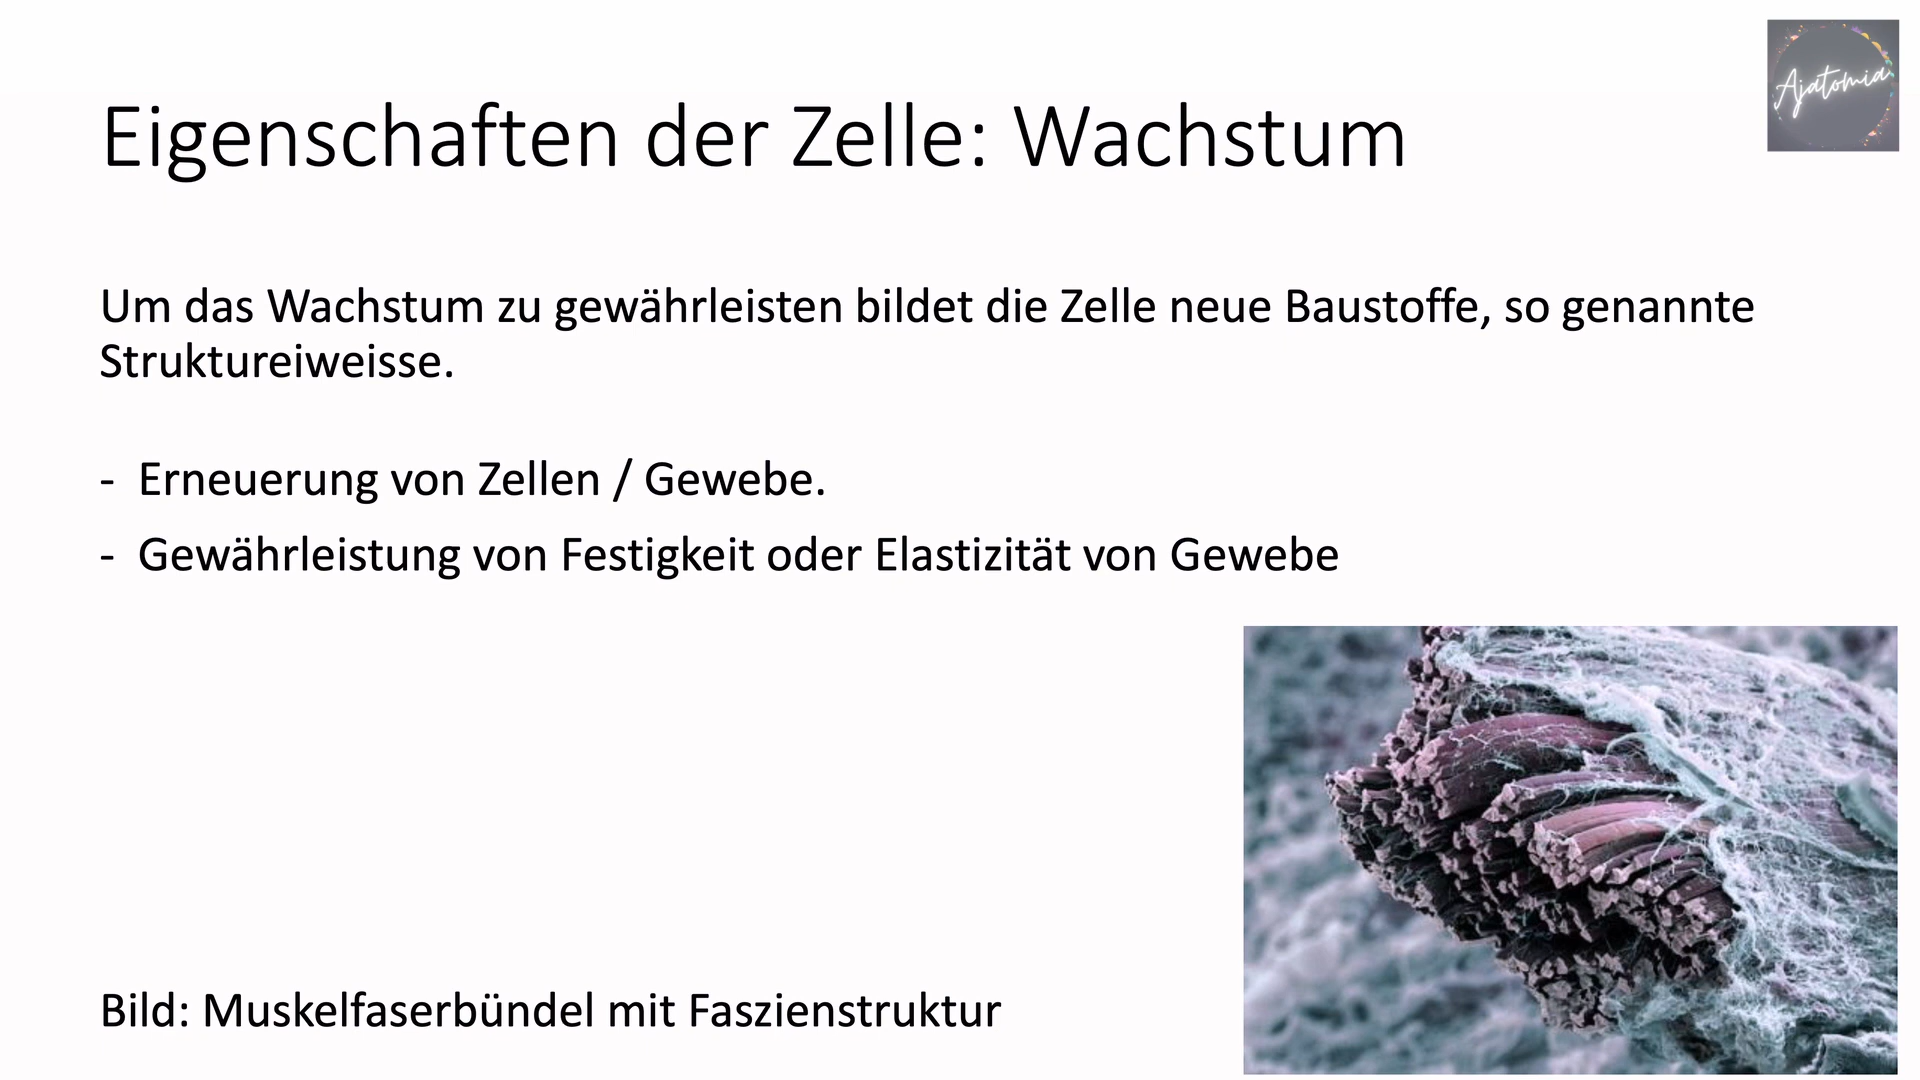 Ajatomia
Eigenschaften der Zelle: Wachstum
Um das Wachstum zu gewährleisten bildet die Zelle neue Baustoffe, so genannte
Struktureiweisse.
- Erneuerung von Zellen / Gewebe.
- Gewährleistung von Festigkeit oder Elastizität von Gewebe
Bild: Muskelfaserbündel mit Faszienstruktur